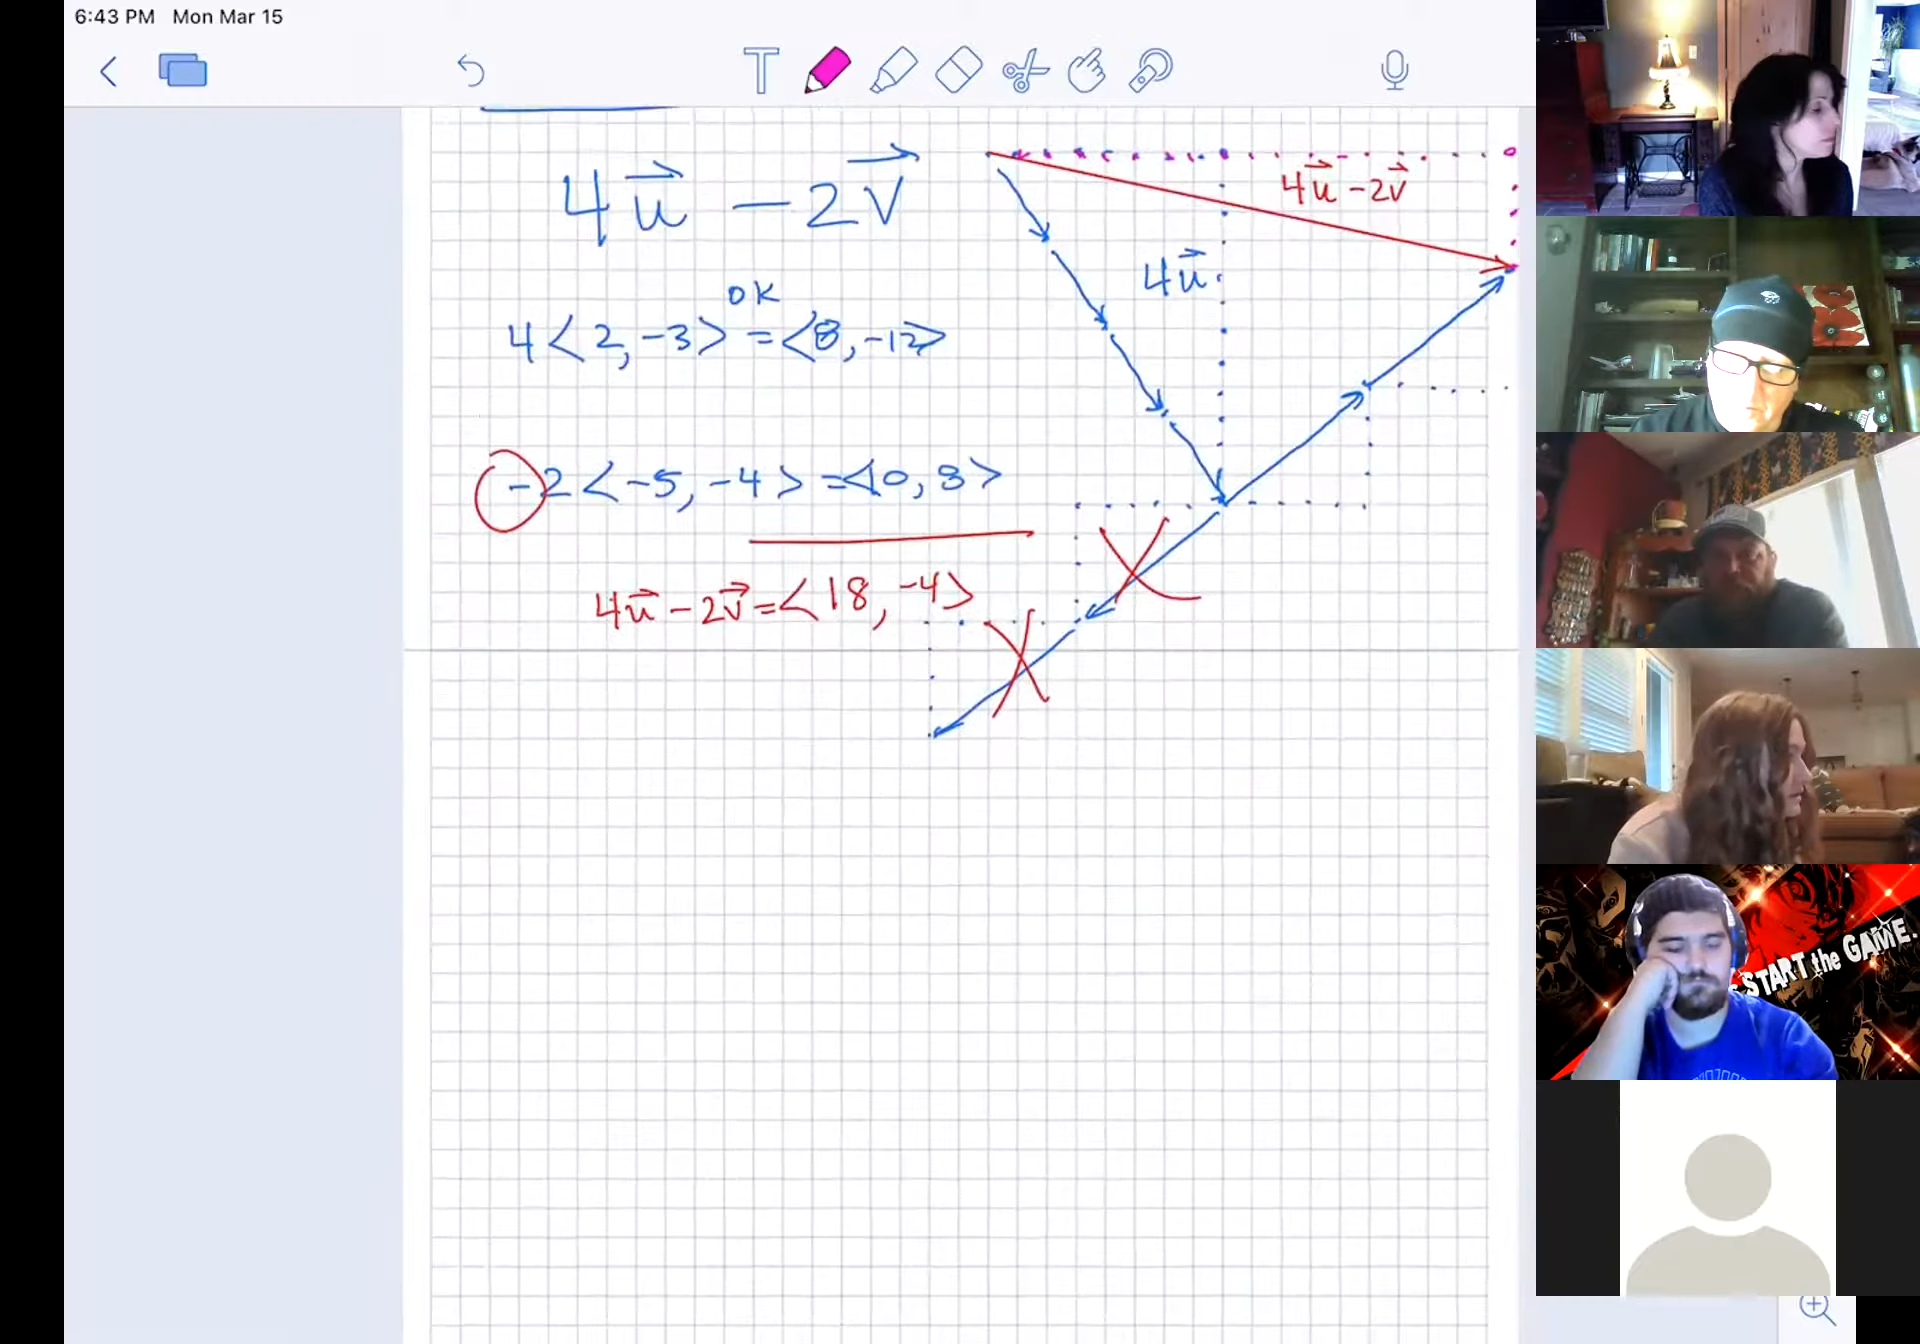 6:43 PM Mon Mar 15
T
4u⃗ - 2v⃗
4u⃗ - 2v⃗
4u⃗
OK
4<2, -3> = <8, -12>
-2<-5, -4> = <10, 8>
4u⃗ - 2v⃗ = <18, -4>
START the GAME.